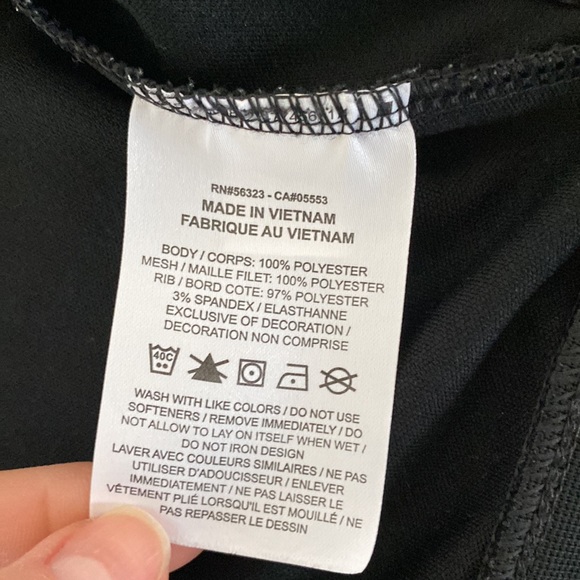 RN#56323 - CA#05553
MADE IN VIETNAM
FABRIQUE AU VIETNAM
BODY / CORPS: 100% POLYESTER
MESH / MAILLE FILET: 100% POLYESTER
RIB / BORD COTE: 97% POLYESTER
3% SPANDEX / ELASTHANNE
EXCLUSIVE OF DECORATION /
DECORATION NON COMPRISE
40C
WASH WITH LIKE COLORS / DO NOT USE
SOFTENERS / REMOVE IMMEDIATELY / DO
NOT ALLOW TO LAY ON ITSELF WHEN WET /
DO NOT IRON DESIGN
LAVER AVEC COULEURS SIMILAIRES / NE PAS
UTILISER D'ADOUCISSEUR / ENLEVER
IMMEDIATEMENT / NE PAS LAISSER LE
VÊTEMENT PLIÉ LORSQU'IL EST MOUILLÉ / NE
PAS REPASSER LE DESSIN